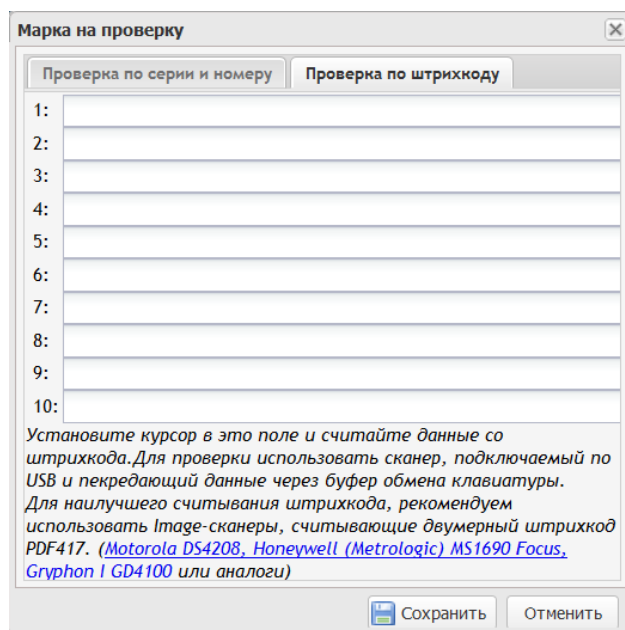 Марка на проверку
Проверка по серии и номеру Проверка по штрихкоду
1:
2:
3:
4:
5:
6:
7:
8:
9:
10:
Установите курсор в это поле и считайте данные со
штрихкода.Для проверки использовать сканер, подключаемый по
USB и пекредающий данные через буфер обмена клавиатуры.
Для наилучшего считывания штрихкода, рекомендуем
использовать Image-сканеры, считывающие двумерный штрихкод
PDF417. (Motorola DS4208, Honeywell (Metrologic) MS1690 Focus,
Gryphon I GD4100 или аналоги)
Сохранить Отменить